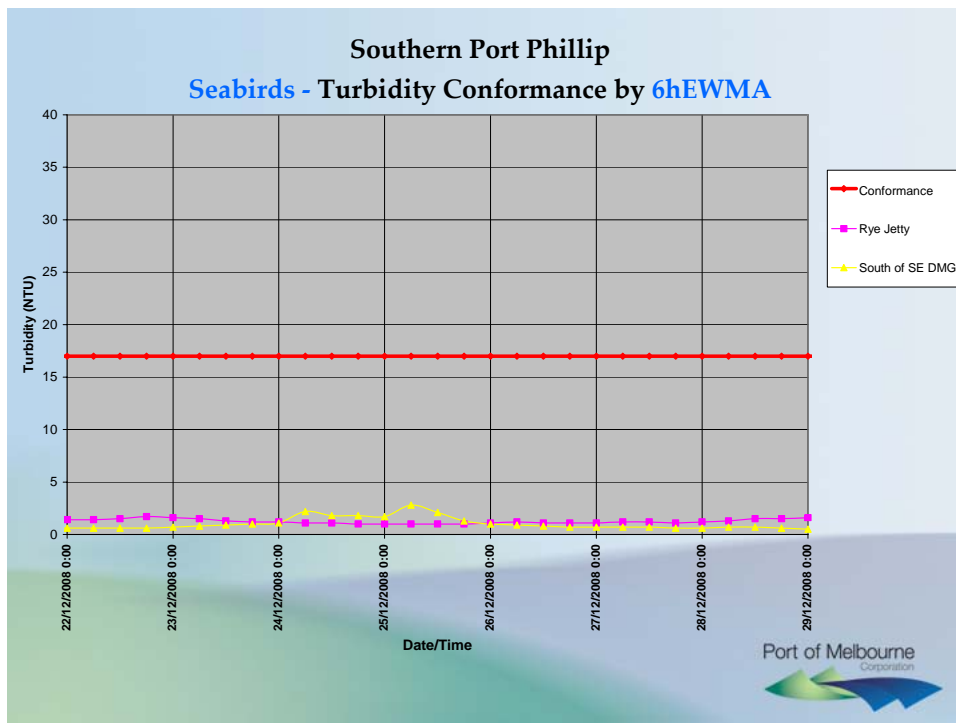 Southern Port Phillip
Seabirds - Turbidity Conformance by 6hEWMA
40
35
30
25
20
15
10
5
0
Turbidity (NTU)
22/12/2008 0:00
23/12/2008 0:00
24/12/2008 0:00
25/12/2008 0:00
26/12/2008 0:00
27/12/2008 0:00
28/12/2008 0:00
29/12/2008 0:00
Date/Time
Conformance
Rye Jetty
South of SE DMG
Port of Melbourne
Corporation